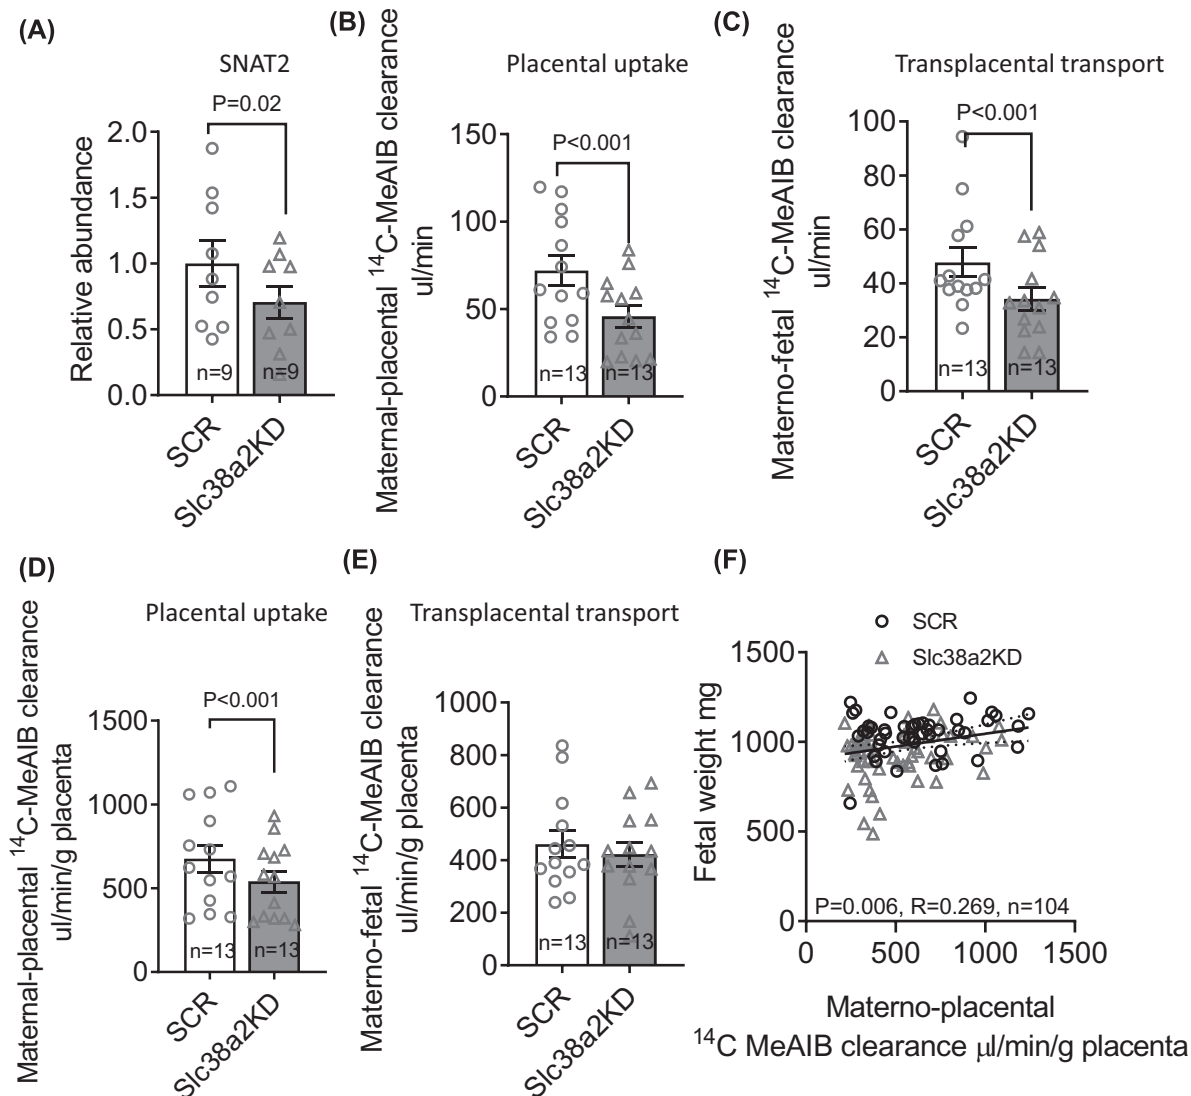 (A)
SNAT2
P=0.02
Relative abundance
2.0
1.5
1.0
0.5
0.0
n=9
n=9
SCR
Slc38a2KD
(B)
Placental uptake
P<0.001
Maternal-placental ¹⁴C-MeAIB clearance
ul/min
150
100
50
0
n=13
n=13
SCR
Slc38a2KD
(C)
Transplacental transport
P<0.001
Materno-fetal ¹⁴C-MeAIB clearance
ul/min
100
80
60
40
20
0
n=13
n=13
SCR
Slc38a2KD
(D)
Placental uptake
P<0.001
Maternal-placental ¹⁴C-MeAIB clearance
ul/min/g placenta
1500
1000
500
0
n=13
n=13
SCR
Slc38a2KD
(E)
Transplacental transport
Materno-fetal ¹⁴C-MeAIB clearance
ul/min/g placenta
1000
800
600
400
200
0
n=13
n=13
SCR
Slc38a2KD
(F)
SCR
Slc38a2KD
Fetal weight mg
1500
1000
500
0
P=0.006, R=0.269, n=104
0 500 1000 1500
Materno-placental
¹⁴C MeAIB clearance μl/min/g placenta